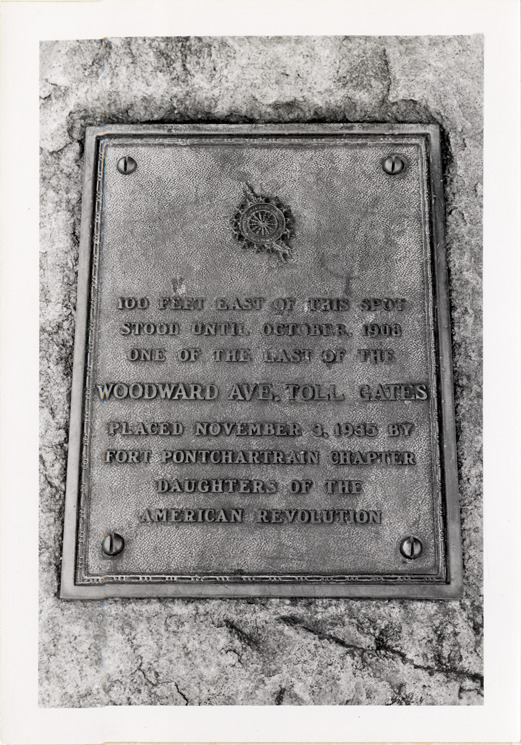 100 FEET EAST OF THIS SPOT
STOOD UNTIL OCTOBER, 1908
ONE OF THE LAST OF THE
WOODWARD AVE. TOLL GATES
PLACED NOVEMBER 3, 1935 BY
FORT PONTCHARTRAIN CHAPTER
DAUGHTERS OF THE
AMERICAN REVOLUTION